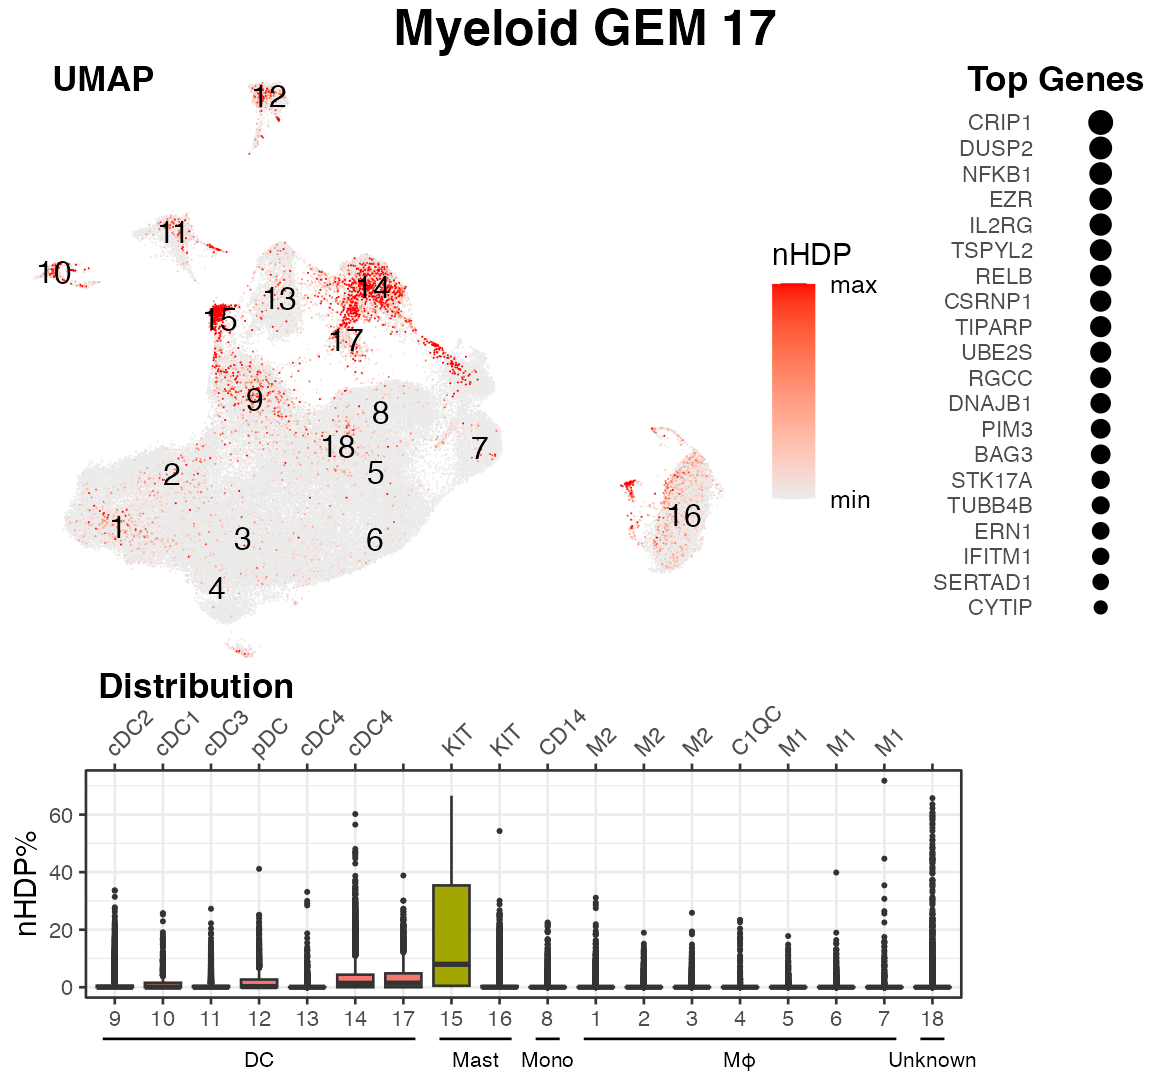 Myeloid GEM 17
UMAP
Top Genes
12
11
10
13
14
15
17
9
8
18
7
2
5
1
3
6
4
16
nHDP
max
min
CRIP1
DUSP2
NFKB1
EZR
IL2RG
TSPYL2
RELB
CSRNP1
TIPARP
UBE2S
RGCC
DNAJB1
PIM3
BAG3
STK17A
TUBB4B
ERN1
IFITM1
SERTAD1
CYTIP
Distribution
cDC2 cDC1 cDC3 pDC cDC4 cDC4 KIT KIT CD14 M2 M2 M2 C1QC M1 M1 M1
nHDP%
60
40
20
0
9 10 11 12 13 14 17 15 16 8 1 2 3 4 5 6 7 18
DC Mast Mono Mϕ Unknown